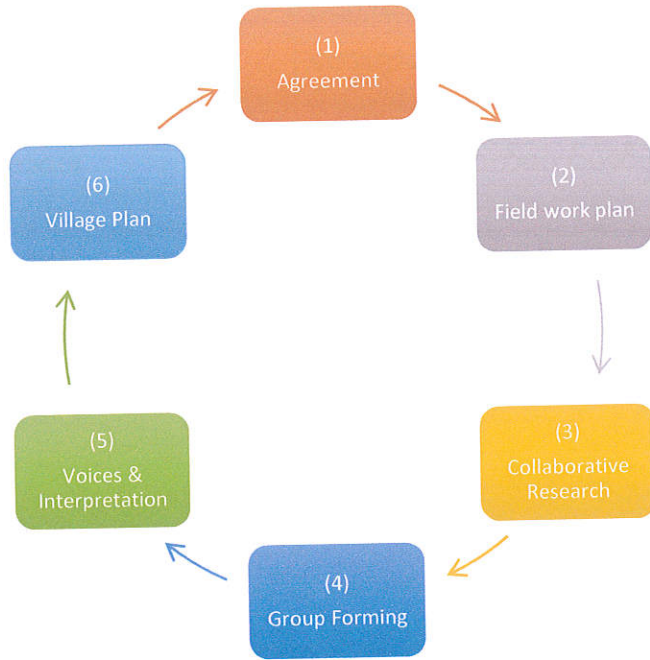 (1)
Agreement
(2)
Field work plan
(3)
Collaborative
Research
(4)
Group Forming
(5)
Voices &
Interpretation
(6)
Village Plan